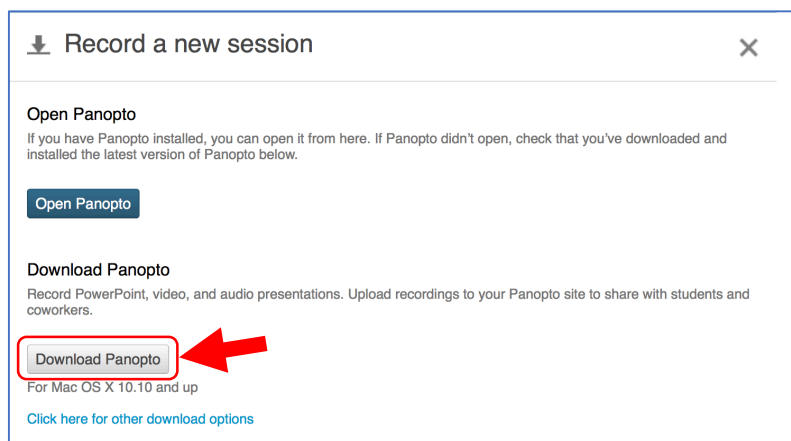 Record a new session
Open Panopto
If you have Panopto installed, you can open it from here. If Panopto didn't open, check that you've downloaded and
installed the latest version of Panopto below.
Open Panopto
Download Panopto
Record PowerPoint, video, and audio presentations. Upload recordings to your Panopto site to share with students and
coworkers.
Download Panopto
For Mac OS X 10.10 and up
Click here for other download options